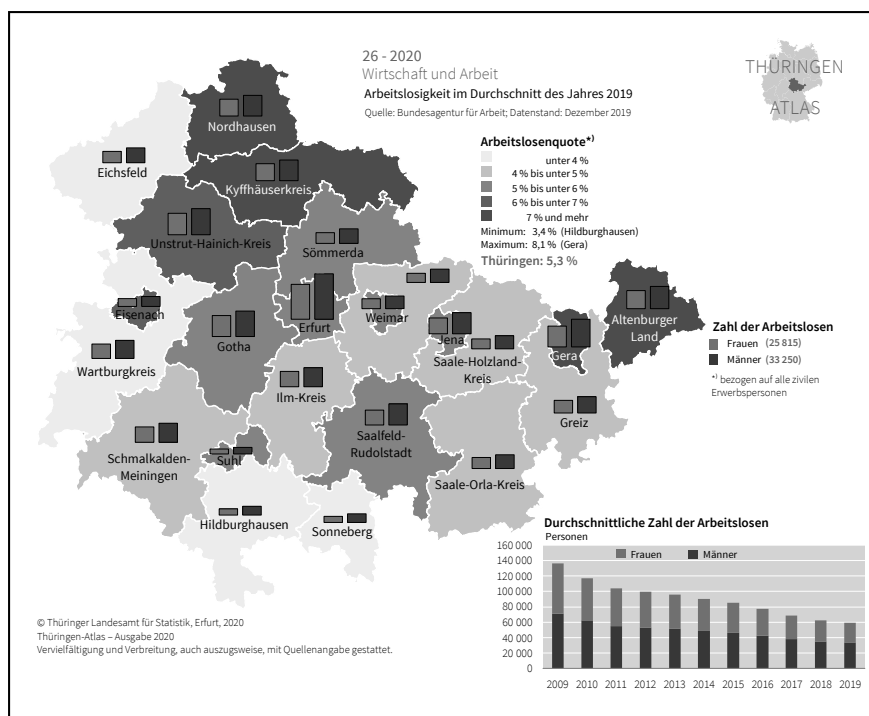 26 - 2020
Wirtschaft und Arbeit
Arbeitslosigkeit im Durchschnitt des Jahres 2019
Quelle: Bundesagentur für Arbeit; Datenstand: Dezember 2019
THÜRINGEN
ATLAS
Arbeitslosenquote*)
unter 4 %
4 % bis unter 5 %
5 % bis unter 6 %
6 % bis unter 7 %
7 % und mehr
Minimum: 3,4 % (Hildburghausen)
Maximum: 8,1 % (Gera)
Thüringen: 5,3 %
Nordhausen
Eichsfeld
Kyffhäuserkreis
Unstrut-Hainich-Kreis
Sömmerda
Eisenach
Gotha
Erfurt
Weimar
Jena
Gera
Altenburger
Land
Wartburgkreis
Saale-Holzland-
Kreis
Ilm-Kreis
Greiz
Saalfeld-
Rudolstadt
Schmalkalden-
Meiningen
Suhl
Saale-Orla-Kreis
Hildburghausen
Sonneberg
Zahl der Arbeitslosen
Frauen (25 815)
Männer (33 250)
*) bezogen auf alle zivilen
Erwerbspersonen
Durchschnittliche Zahl der Arbeitslosen
Personen
160 000
140 000
120 000
100 000
80 000
60 000
40 000
20 000
0
Frauen Männer
2009 2010 2011 2012 2013 2014 2015 2016 2017 2018 2019
© Thüringer Landesamt für Statistik, Erfurt, 2020
Thüringen-Atlas – Ausgabe 2020
Vervielfältigung und Verbreitung, auch auszugsweise, mit Quellenangabe gestattet.